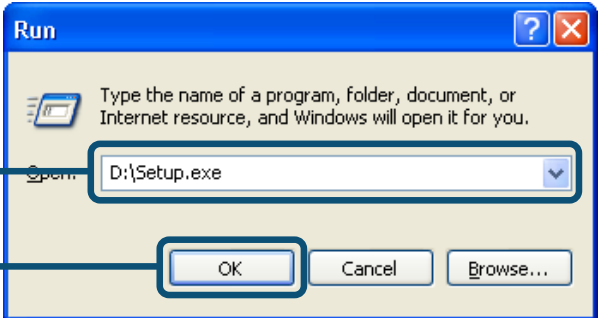 Run
Type the name of a program, folder, document, or
Internet resource, and Windows will open it for you.
Open: D:\Setup.exe
OK Cancel Browse...